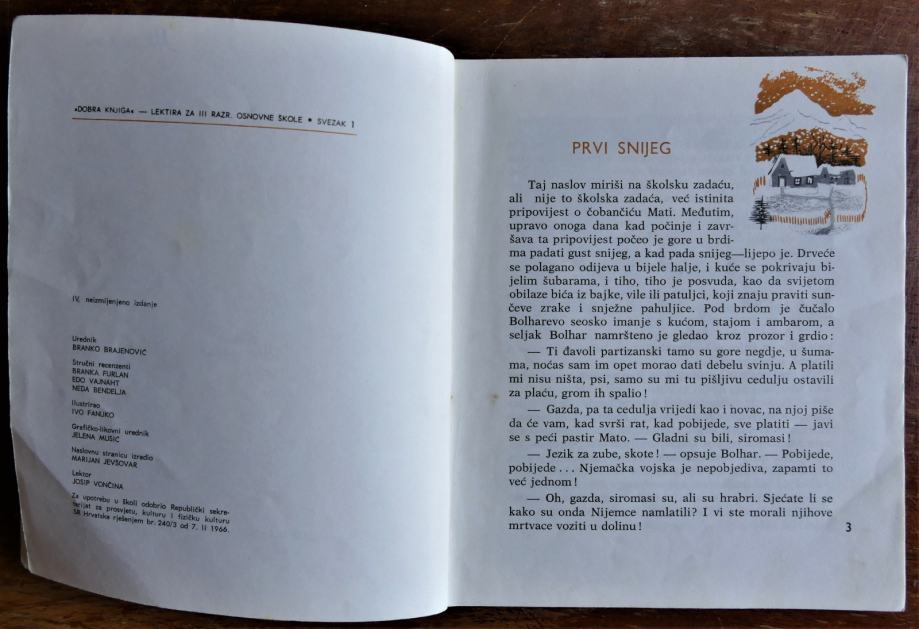 »DOBRA KNJIGA« — LEKTIRA ZA III RAZR. OSNOVNE ŠKOLE • SVEZAK 1
IV. neizmijenjeno izdanje
Urednik
BRANKO BRAJENOVIĆ
Stručni recenzenti
BRANKA FURLAN
EDO VAJNAHT
NEDA BENDELJA
Ilustrirao
IVO FANUKO
Grafičko-likovni urednik
JELENA MUSIĆ
Naslovnu stranicu izradio
MARIJAN JEVŠOVAR
Lektor
JOSIP VONČINA
Za upotrebu u školi odobrio Republički sekre-
tarijat za prosvjetu, kulturu i fizičku kulturu
SR Hrvatske rješenjem br. 240/3 od 7. II 1966.
PRVI SNIJEG
Taj naslov miriši na školsku zadaću,
ali nije to školska zadaća, već istinita
pripovijest o čobančiću Mati. Međutim,
upravo onoga dana kad počinje i zavr-
šava ta pripovijest počeo je gore u brdi-
ma padati gust snijeg, a kad pada snijeg—lijepo je. Drveće
se polagano odijeva u bijele halje, i kuće se pokrivaju bi-
jelim šubarama, i tiho, tiho je posvuda, kao da svijetom
obilaze bića iz bajke, vile ili patuljci, koji znaju praviti sun-
čeve zrake i snježne pahuljice. Pod brdom je čučalo
Bolharevo seosko imanje s kućom, stajom i ambarom, a
seljak Bolhar namršteno je gledao kroz prozor i grdio:
— Ti đavoli partizanski tamo su gore negdje, u šuma-
ma, noćas sam im opet morao dati debelu svinju. A platili
mi nisu ništa, psi, samo su mi tu pišljivu cedulju ostavili
za plaću, grom ih spalio!
— Gazda, pa ta cedulja vrijedi kao i novac, na njoj piše
da će vam, kad svrši rat, kad pobijede, sve platiti — javi
se s peći pastir Mato. — Gladni su bili, siromasi!
— Jezik za zube, skote! — opsuje Bolhar. — Pobijede,
pobijede... Njemačka vojska je nepobjediva, zapamti to
već jednom!
— Oh, gazda, siromasi su, ali su hrabri. Sjećate li se
kako su onda Nijemce namlatili? I vi ste morali njihove
mrtvace voziti u dolinu!
3